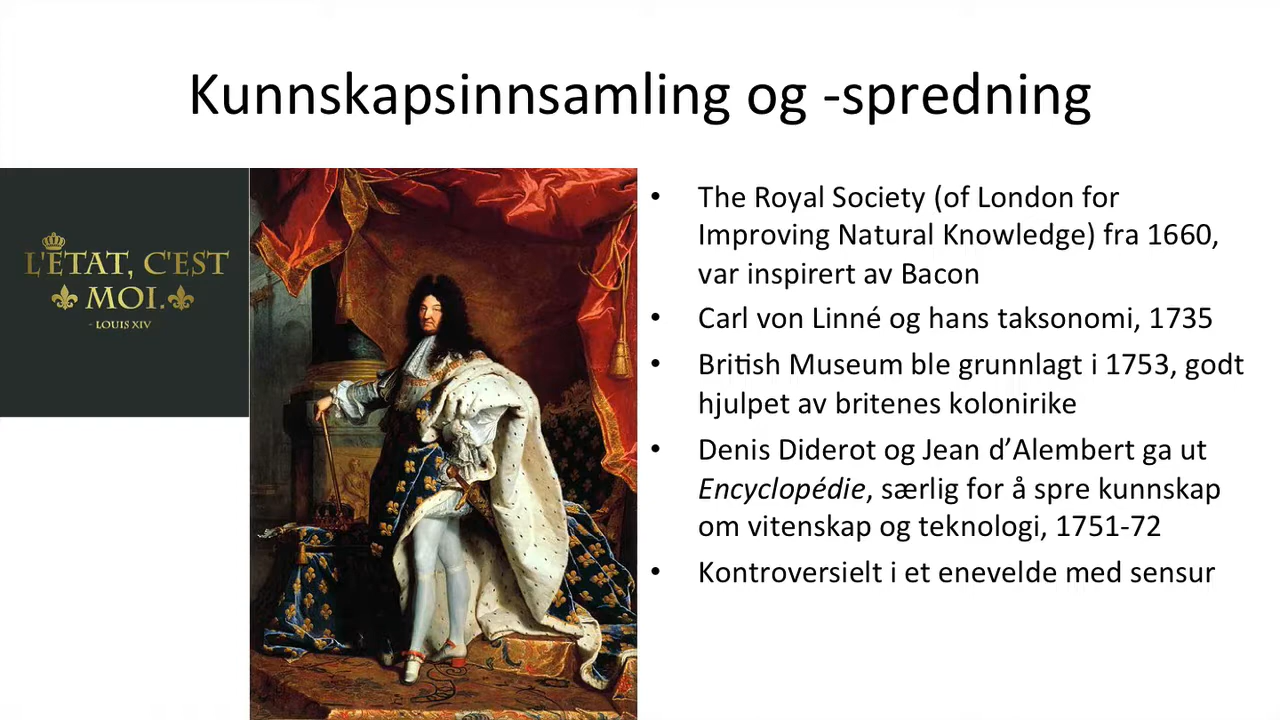 Kunnskapsinnsamling og -spredning
L'ÉTAT, C'EST
MOI.
- LOUIS XIV
• The Royal Society (of London for
Improving Natural Knowledge) fra 1660,
var inspirert av Bacon
• Carl von Linné og hans taksonomi, 1735
• British Museum ble grunnlagt i 1753, godt
hjulpet av britenes kolonirike
• Denis Diderot og Jean d’Alembert ga ut
Encyclopédie, særlig for å spre kunnskap
om vitenskap og teknologi, 1751-72
• Kontroversielt i et enevelde med sensur